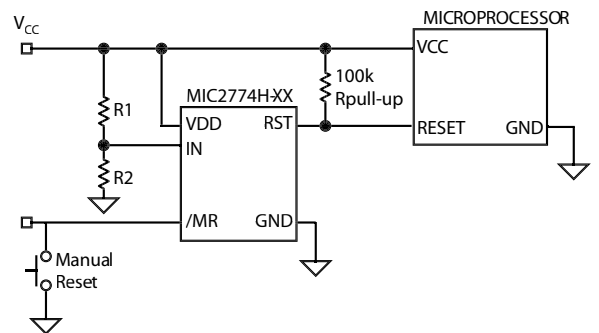 MICROPROCESSOR
VCC
VCC
100k
Rpull-up
MIC2774H-XX
R1
VDD
RST
RESET
GND
IN
R2
/MR
GND
Manual
Reset